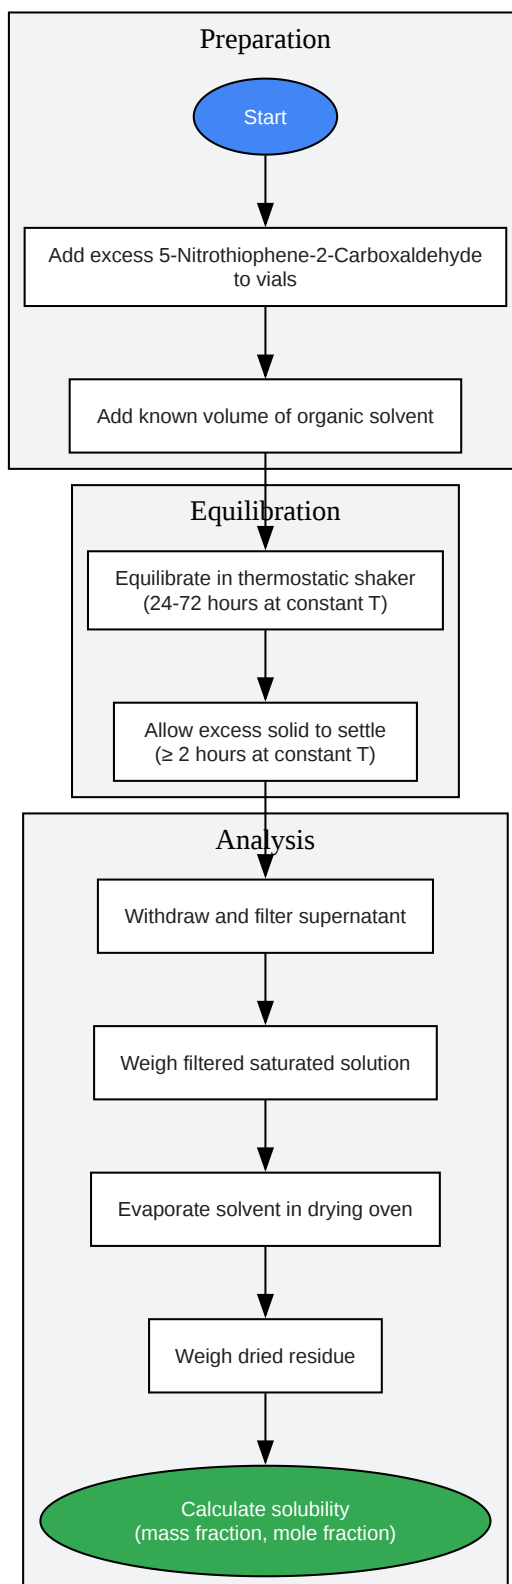 Preparation
Start
Add excess 5-Nitrothiophene-2-Carboxaldehyde
to vials
Add known volume of organic solvent
Equilibration
Equilibrate in thermostatic shaker
(24-72 hours at constant T)
Allow excess solid to settle
(≥ 2 hours at constant T)
Analysis
Withdraw and filter supernatant
Weigh filtered saturated solution
Evaporate solvent in drying oven
Weigh dried residue
Calculate solubility
(mass fraction, mole fraction)